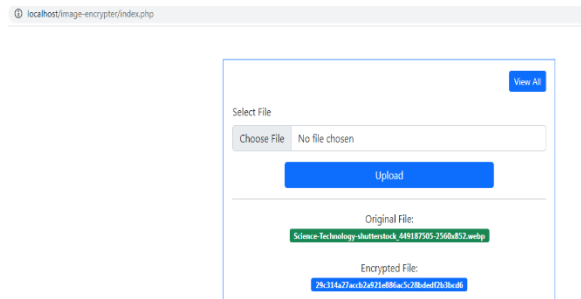 localhost/image-encrypter/index.php
View All
Select File
Choose File No file chosen
Upload
Original File:
Science-Technology-shutterstock_449187505-2560x852.webp
Encrypted File:
29c314a27accb2a921e886ac5c28bdedf2b3bcd6